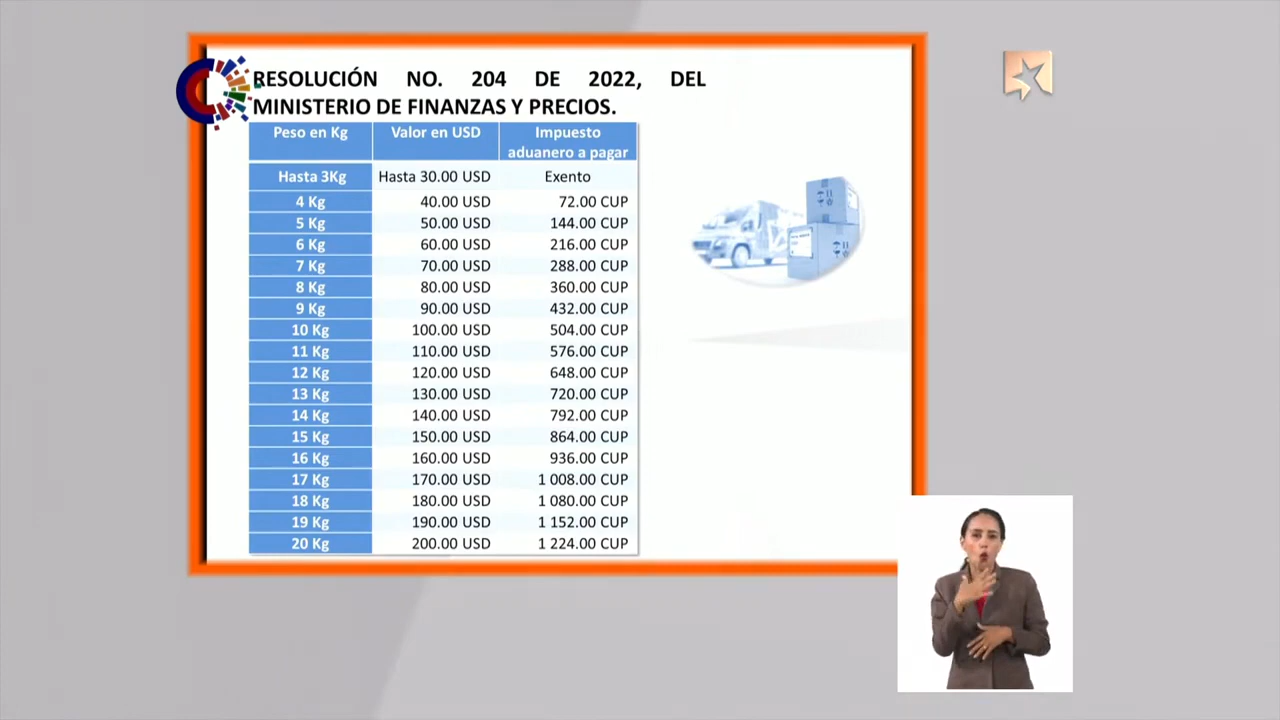 RESOLUCIÓN NO. 204 DE 2022, DEL
MINISTERIO DE FINANZAS Y PRECIOS.
Peso en Kg Valor en USD Impuesto
aduanero a pagar
Hasta 3Kg Hasta 30.00 USD Exento
4 Kg 40.00 USD 72.00 CUP
5 Kg 50.00 USD 144.00 CUP
6 Kg 60.00 USD 216.00 CUP
7 Kg 70.00 USD 288.00 CUP
8 Kg 80.00 USD 360.00 CUP
9 Kg 90.00 USD 432.00 CUP
10 Kg 100.00 USD 504.00 CUP
11 Kg 110.00 USD 576.00 CUP
12 Kg 120.00 USD 648.00 CUP
13 Kg 130.00 USD 720.00 CUP
14 Kg 140.00 USD 792.00 CUP
15 Kg 150.00 USD 864.00 CUP
16 Kg 160.00 USD 936.00 CUP
17 Kg 170.00 USD 1 008.00 CUP
18 Kg 180.00 USD 1 080.00 CUP
19 Kg 190.00 USD 1 152.00 CUP
20 Kg 200.00 USD 1 224.00 CUP